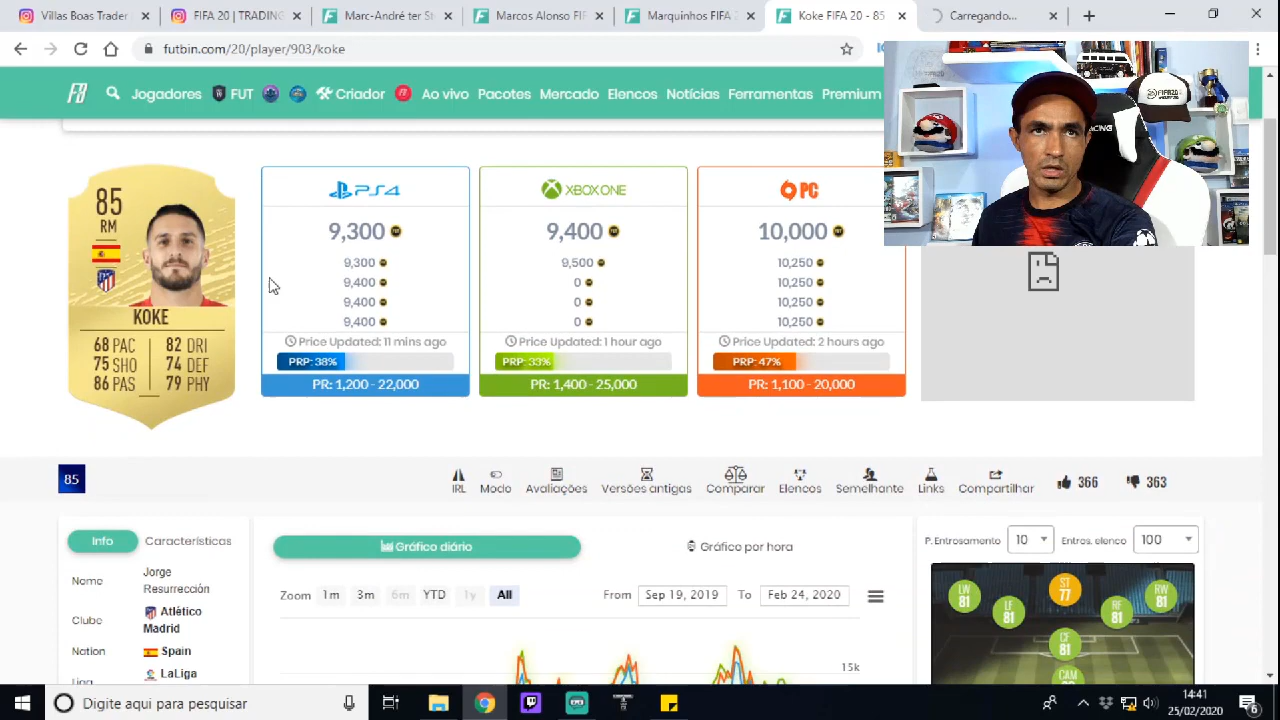 Villas Boas Trader
FIFA 20 | TRADING
Marc-André ter St
Marcos Alonso FIF
Marquinhos FIFA 2
Koke FIFA 20 - 85
Carregando...
futbin.com/20/player/903/koke
Jogadores FUT Criador Ao vivo Pacotes Mercado Elencos Notícias Ferramentas Premium
85
RM
KOKE
68 PAC 82 DRI
75 SHO 74 DEF
86 PAS 79 PHY
PS4
9,300
9,400
9,400
9,400
Price Updated: 11 mins ago
PRP: 38%
PR: 1,200 - 22,000
XBOX ONE
9,400
9,500
0
0
0
Price Updated: 1 hour ago
PRP: 33%
PR: 1,400 - 25,000
PC
10,000
10,250
10,250
10,250
10,250
Price Updated: 2 hours ago
PRP: 47%
PR: 1,100 - 20,000
85
IRL Modo Avaliações Versões antigas Comparar Elencos Semelhante Links Compartilhar 366 363
Info Características
Nome Jorge
Resurrección
Clube Atlético
Madrid
Nation Spain
Liga LaLiga
Gráfico diário Gráfico por hora
Zoom 1m 3m 6m YTD 1y All From Sep 19, 2019 To Feb 24, 2020
15k
P. Entrosamento 10 Entros. elenco 100
ST
77
LW
81
RW
81
LF
81
RF
81
CF
81
CAM
Digite aqui para pesquisar
14:41
25/02/2020
6